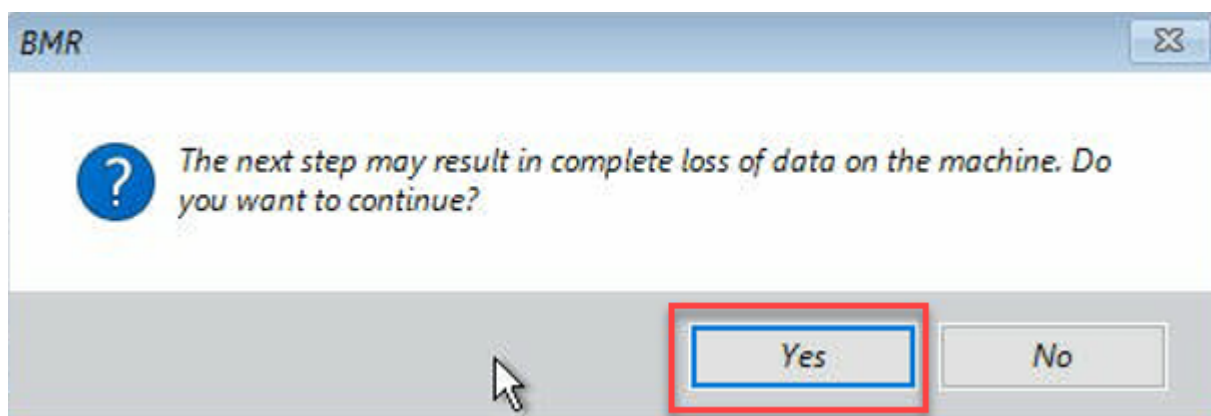 BMR
The next step may result in complete loss of data on the machine. Do
you want to continue?
Yes
No